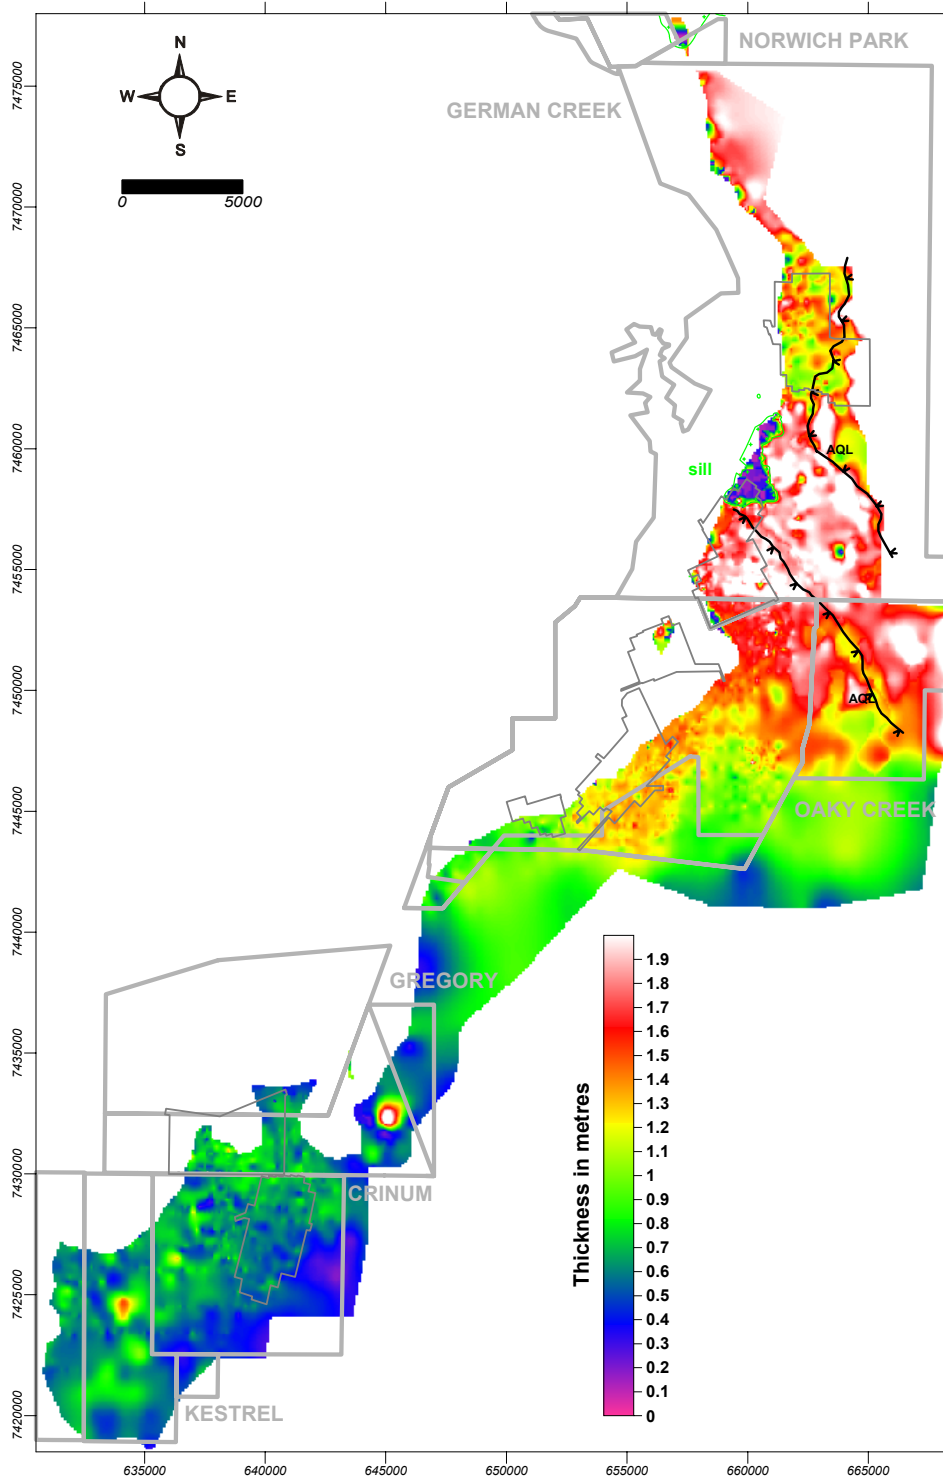 NORWICH PARK
N
W
E
S
GERMAN CREEK
0
5000
7475000
7470000
7465000
7460000
7455000
7450000
7445000
7440000
7435000
7430000
7425000
7420000
AQL
sill
AQL
OAKY CREEK
GREGORY
CRINUM
KESTREL
Thickness in metres
1.9
1.8
1.7
1.6
1.5
1.4
1.3
1.2
1.1
1
0.9
0.8
0.7
0.6
0.5
0.4
0.3
0.2
0.1
0
635000
640000
645000
650000
655000
660000
665000